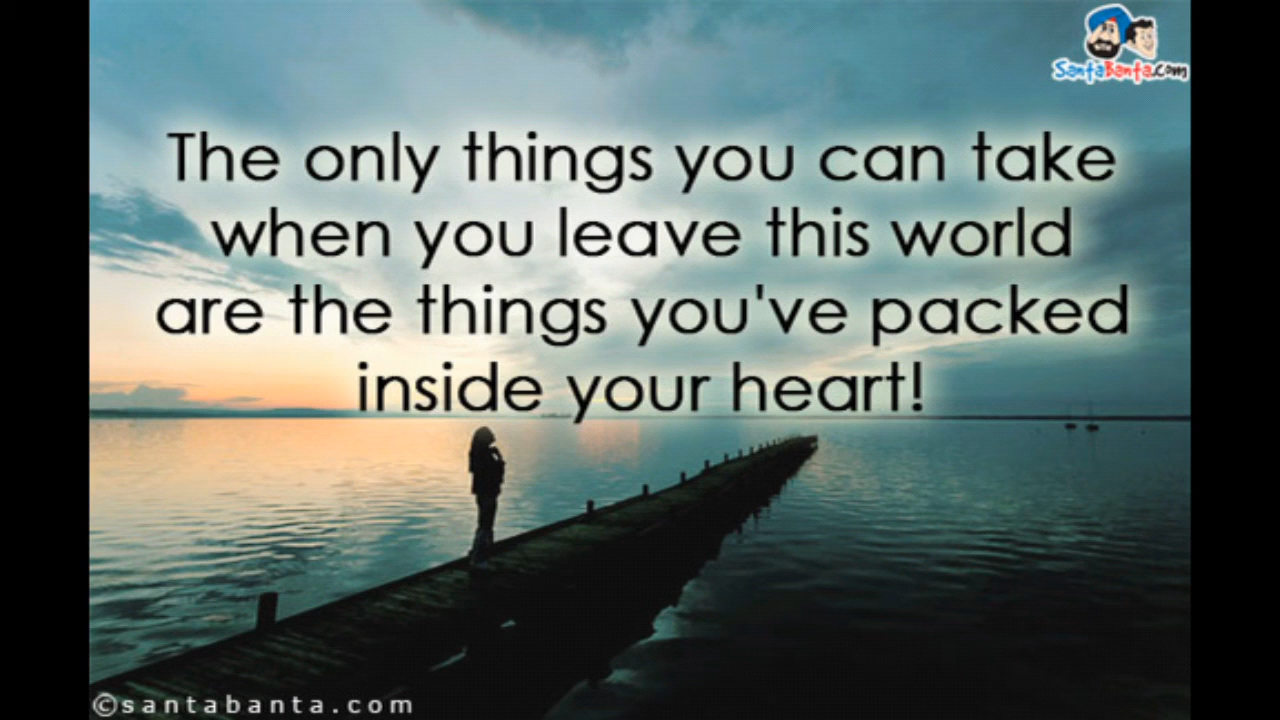 SantaBanta.com
The only things you can take
when you leave this world
are the things you've packed
inside your heart!
©santabanta.com